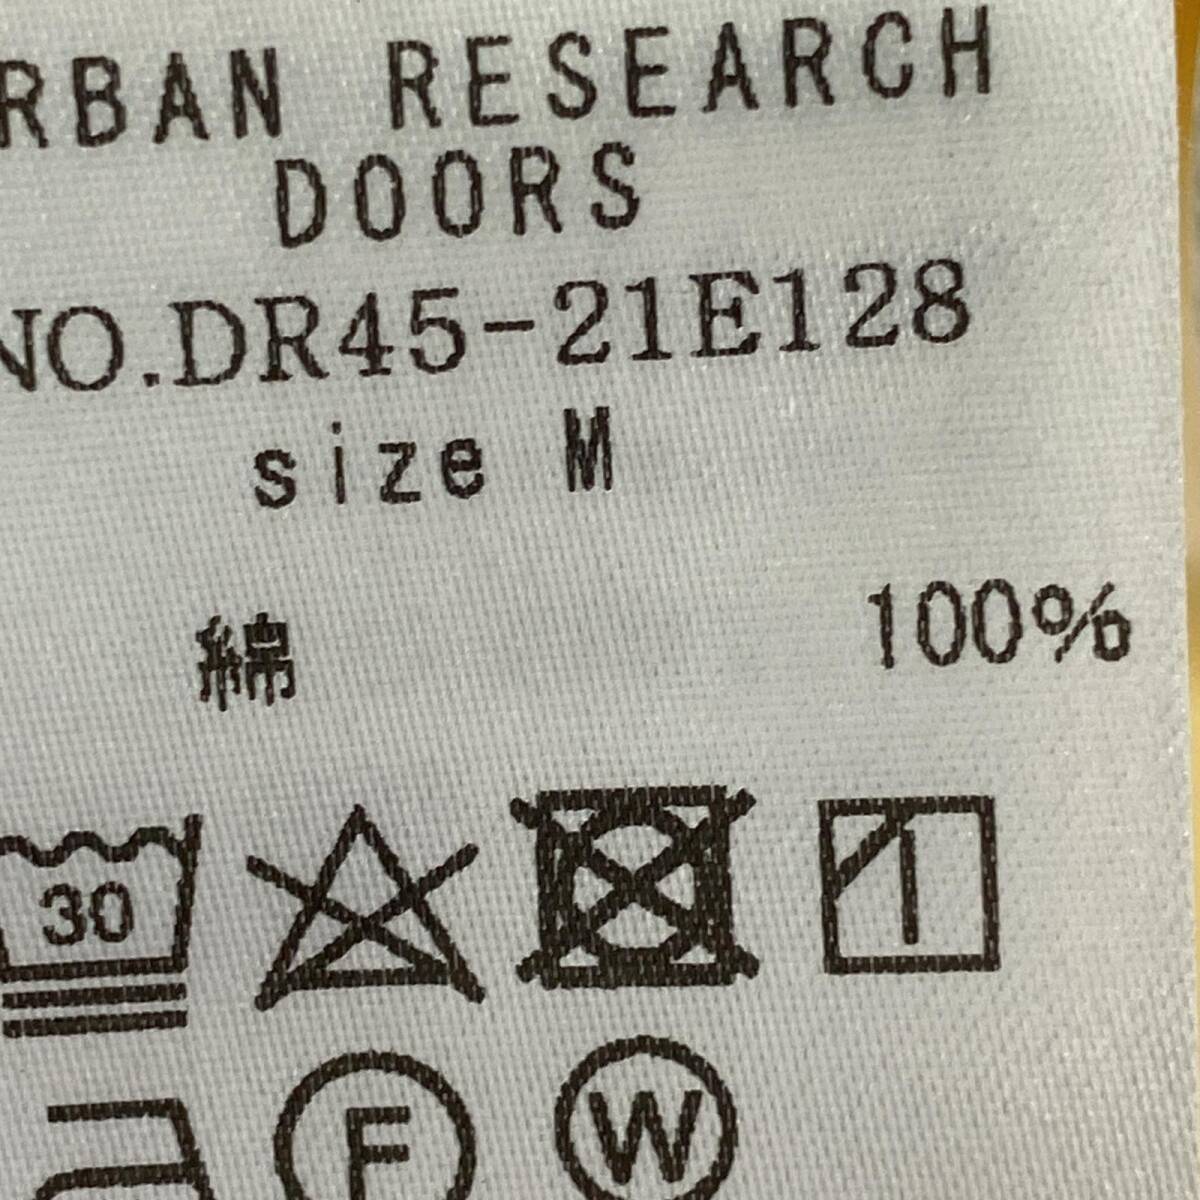 RBAN RESEARCH
DOORS
NO.DR45-21E128
size M
綿 100%
30
F W